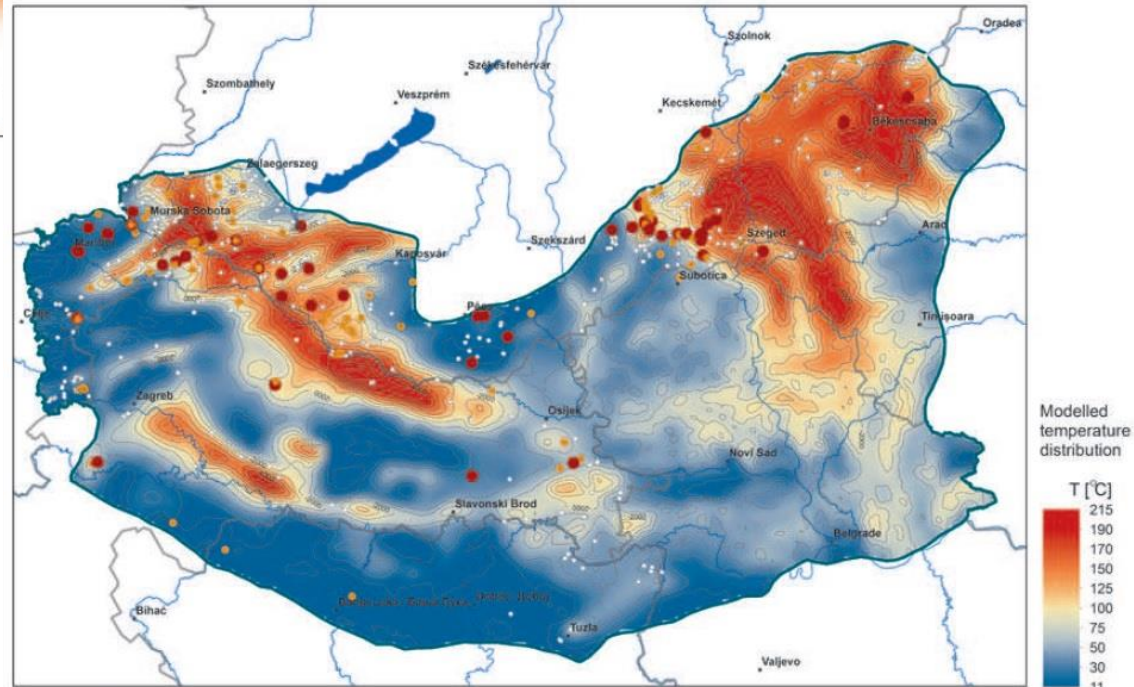 Oradea
Szolnok
Székesfehérvár
Szombathely
Veszprém
Kecskemét
Békéscsaba
Zalaegerszeg
Murska Sobota
Maribor
Arad
Szeged
Szekszárd
Kaposvár
Subotica
Pécs
Celje
Timișoara
Zagreb
Osijek
Novi Sad
Slavonski Brod
Belgrade
Bihać
Tuzla
Valjevo
Modelled
temperature
distribution
T [°C]
215
190
170
150
125
100
75
50
30
11